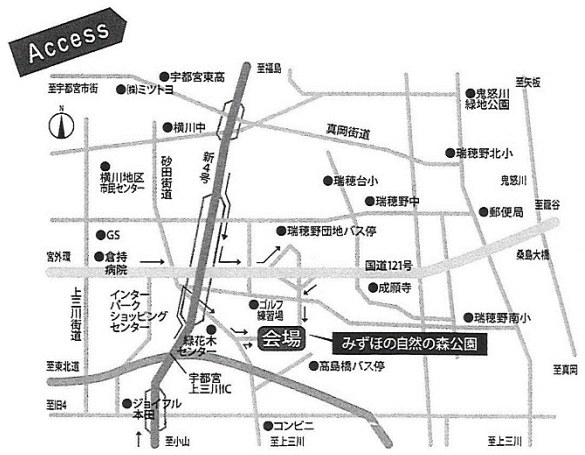 Access
至宇都宮市街
宇都宮東高
㈱ミツトヨ
至福島
鬼怒川
緑地公園
至矢板
N
横川中
真岡街道
新4号
砂田街道
横川地区
市民センター
瑞穂野北小
瑞穂台小
鬼怒川
瑞穂野中
郵便局
至葭谷
GS
瑞穂野団地バス停
宮外環
倉持
病院
国道121号
桑島大橋
成願寺
上三川街道
インター
パーク
ショッピング
センター
ゴルフ
練習場
瑞穂野南小
緑花木
センター
会場
みずほの自然の森公園
至東北道
高島橋バス停
至真岡
宇都宮
上三川IC
至旧4
ジョイフル
本田
コンビニ
至小山
至上三川
至上三川